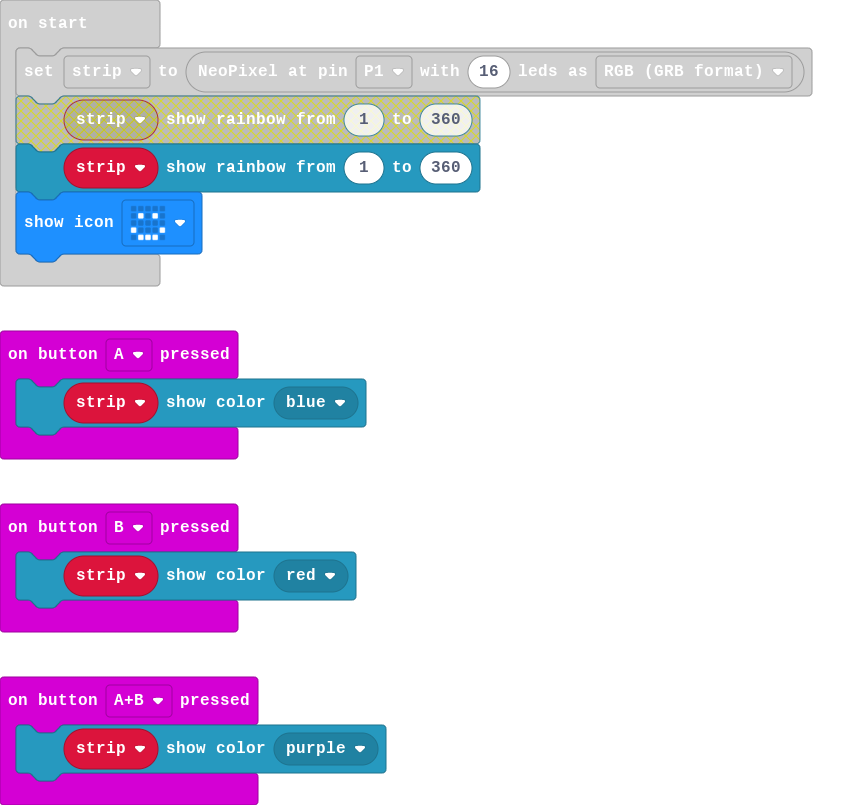 on start
set strip to NeoPixel at pin P1 with 16 leds as RGB (GRB format)
strip show rainbow from 1 to 360
strip show rainbow from 1 to 360
show icon
on button A pressed
strip show color blue
on button B pressed
strip show color red
on button A+B pressed
strip show color purple